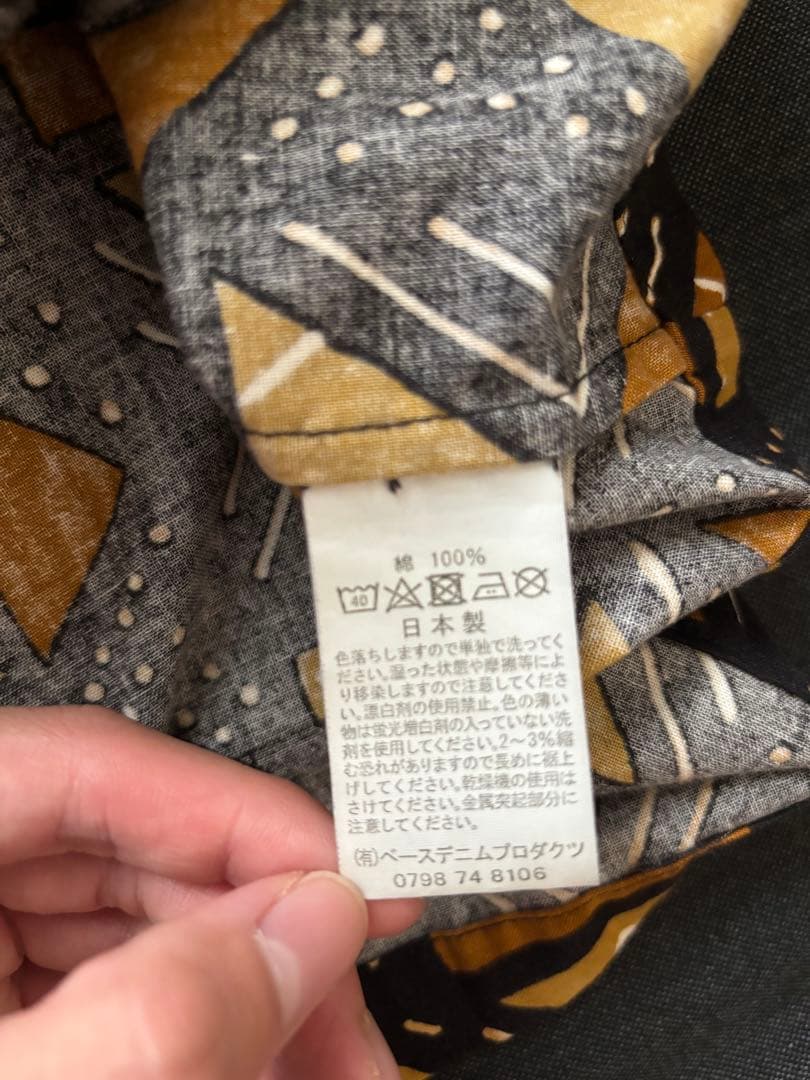 綿 100%
40
日本製
色落ちしますので単独で洗ってく
ださい。湿った状態や摩擦等によ
り移染しますので注意してくださ
い。漂白剤の使用禁止。色の薄い
物は蛍光増白剤の入っていない洗
剤を使用してください。2～3%縮
む恐れがありますので長めに裾上
げしてください。乾燥機の使用は
さけてください。金属突起部分に
注意してください。
(有)ベースデニムプロダクツ
0798 74 8106